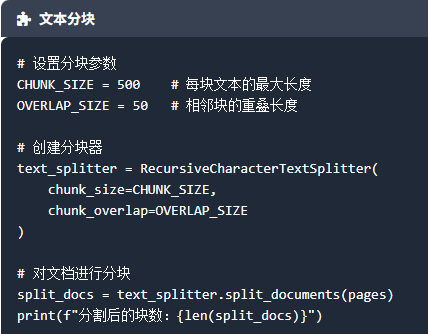 文本分块
# 设置分块参数
CHUNK_SIZE = 500    # 每块文本的最大长度
OVERLAP_SIZE = 50   # 相邻块的重叠长度
# 创建分块器
text_splitter = RecursiveCharacterTextSplitter(
    chunk_size=CHUNK_SIZE,
    chunk_overlap=OVERLAP_SIZE
)
# 对文档进行分块
split_docs = text_splitter.split_documents(pages)
print(f"分割后的块数: {len(split_docs)}")